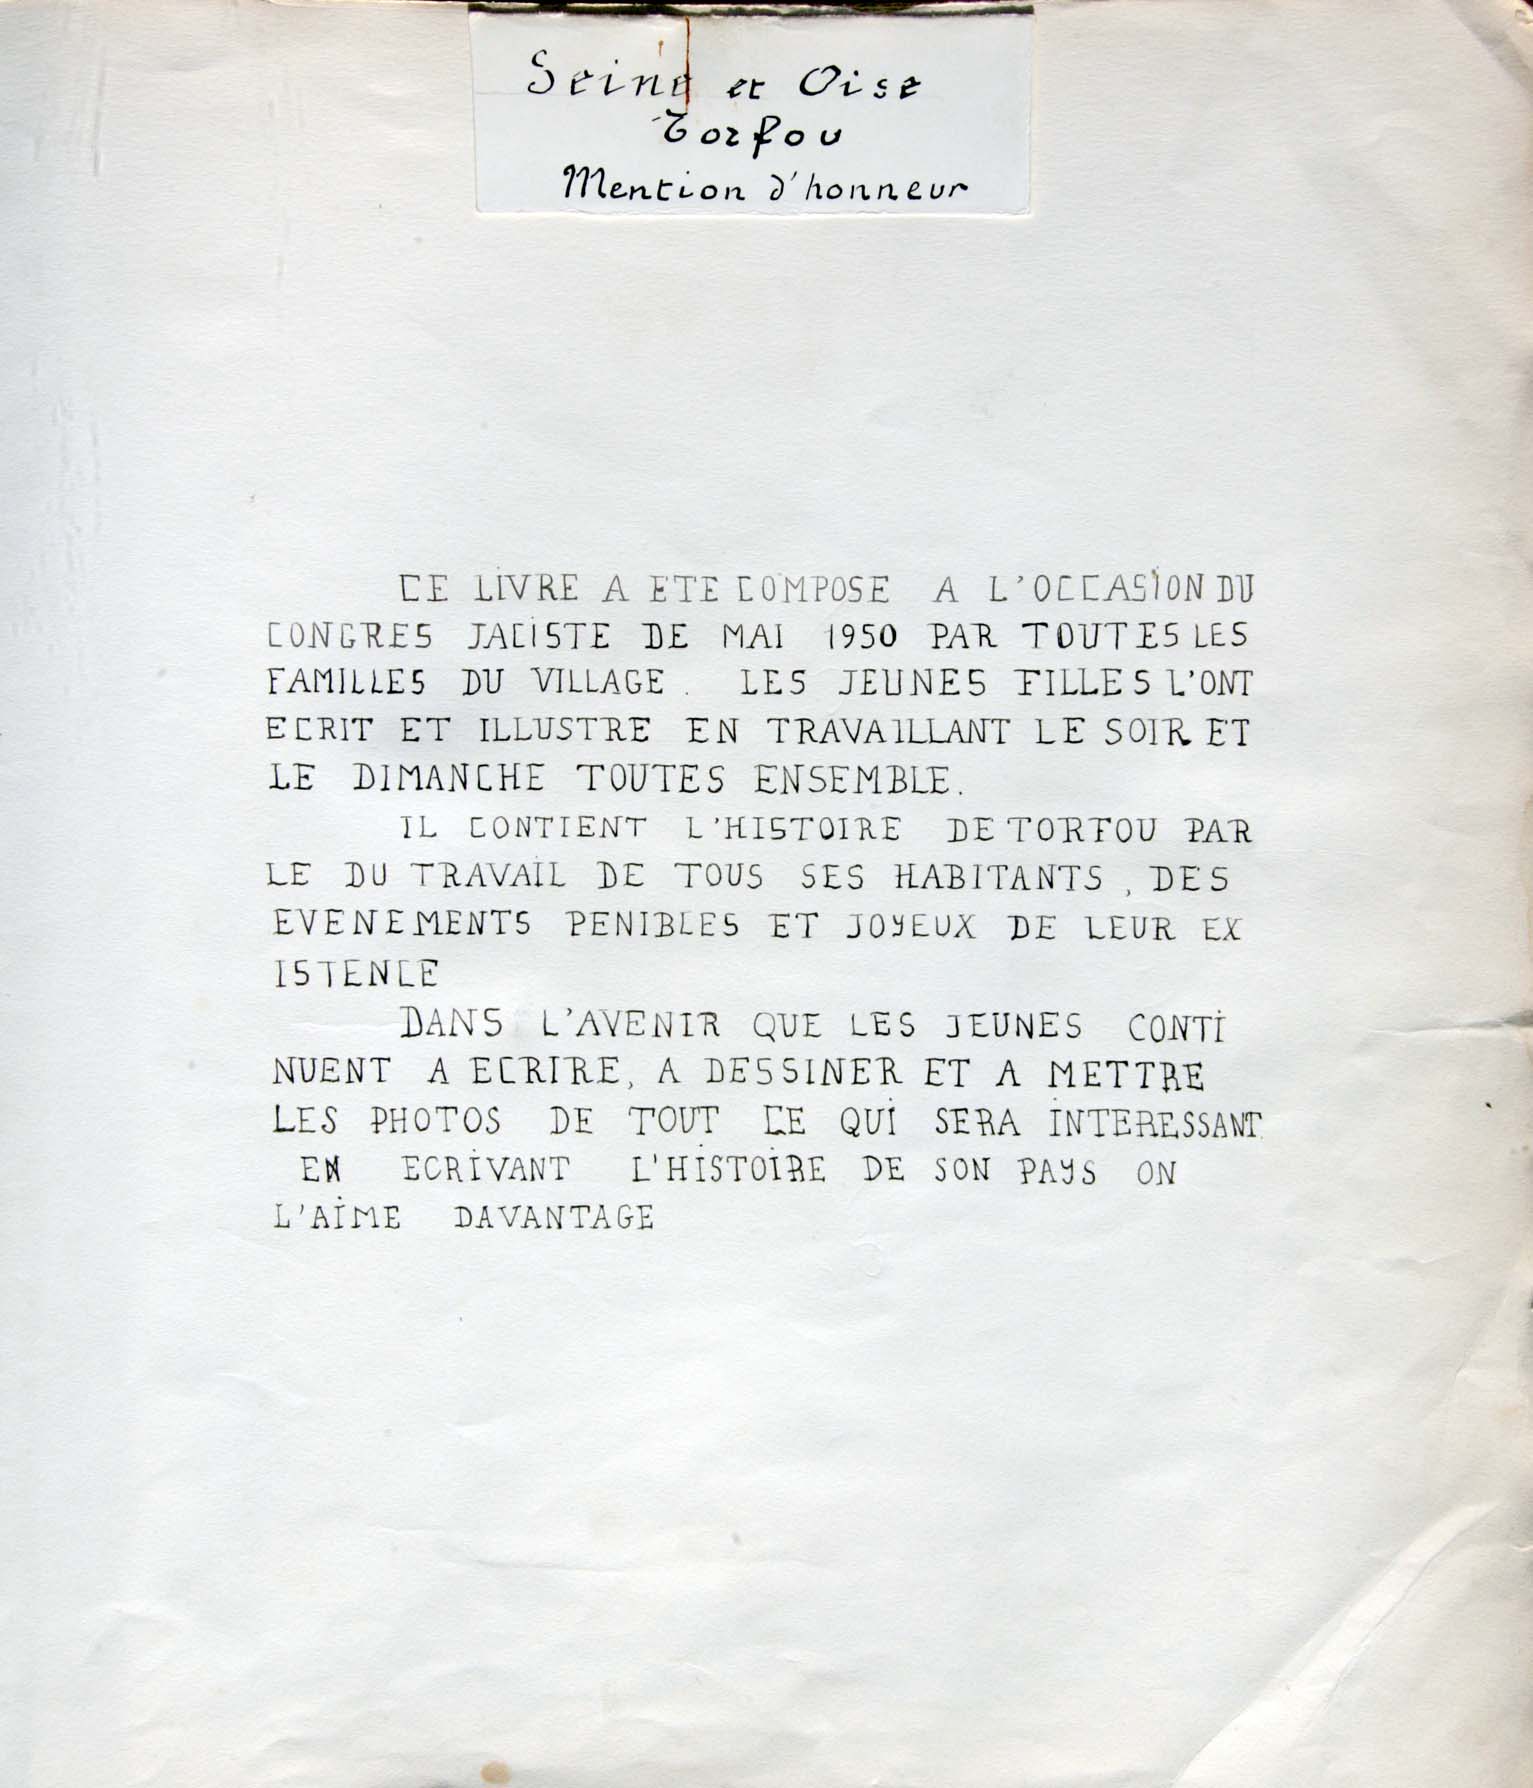 Seine et Oise
Torfou
Mention d'honneur
CE LIVRE A ETE COMPOSE A L'OCCASION DU
CONGRES JACISTE DE MAI 1950 PAR TOUTES LES
FAMILLES DU VILLAGE. LES JEUNES FILLES L'ONT
ECRIT ET ILLUSTRE EN TRAVAILLANT LE SOIR ET
LE DIMANCHE TOUTES ENSEMBLE.
IL CONTIENT L'HISTOIRE DE TORFOU PAR
LE DU TRAVAIL DE TOUS SES HABITANTS, DES
EVENEMENTS PENIBLES ET JOYEUX DE LEUR EX
ISTENCE
DANS L'AVENIR QUE LES JEUNES CONTI
NUENT A ECRIRE, A DESSINER ET A METTRE
LES PHOTOS DE TOUT CE QUI SERA INTERESSANT.
EN ECRIVANT L'HISTOIRE DE SON PAYS ON
L'AIME DAVANTAGE